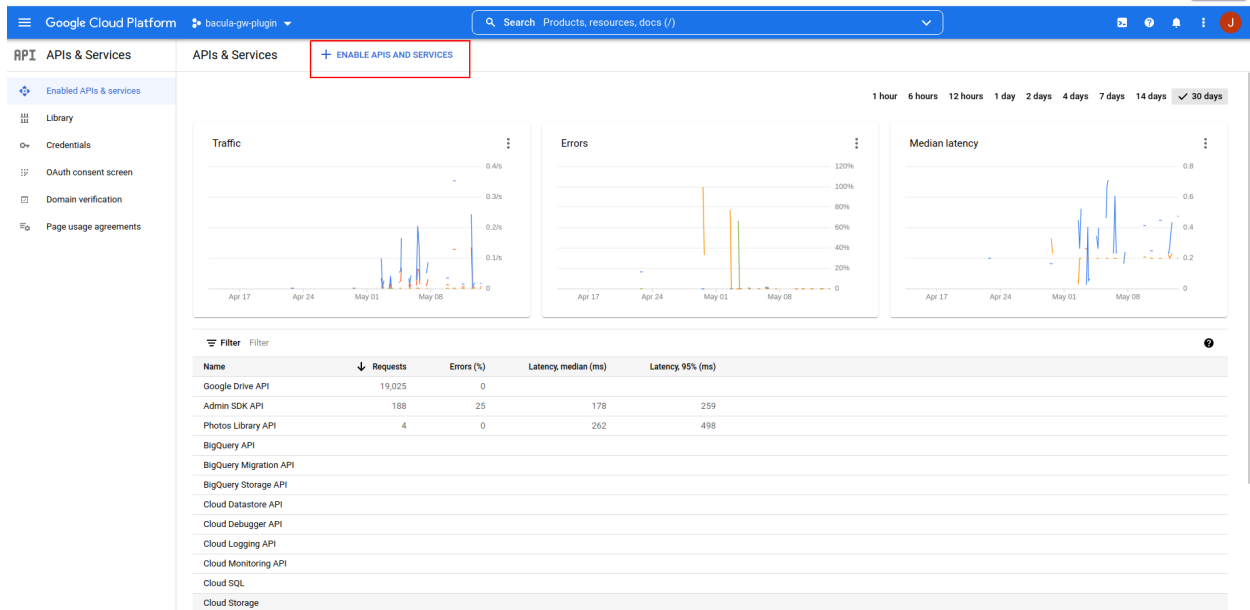 Google Cloud Platform bacula-gw-plugin Search Products, resources, docs (/) J
API APIs & Services APIs & Services + ENABLE APIS AND SERVICES
Enabled APIs & services
Library
Credentials
OAuth consent screen
Domain verification
Page usage agreements
1 hour 6 hours 12 hours 1 day 2 days 4 days 7 days 14 days 30 days
Traffic
0.4/s
0.3/s
0.2/s
0.1/s
0
Apr 17 Apr 24 May 01 May 08
Errors
120%
100%
80%
60%
40%
20%
0
Apr 17 Apr 24 May 01 May 08
Median latency
0.8
0.6
0.4
0.2
0
Apr 17 Apr 24 May 01 May 08
Filter Filter
Name Requests Errors (%) Latency, median (ms) Latency, 95% (ms)
Google Drive API 19,025 0
Admin SDK API 188 25 178 259
Photos Library API 4 0 262 498
BigQuery API
BigQuery Migration API
BigQuery Storage API
Cloud Datastore API
Cloud Debugger API
Cloud Logging API
Cloud Monitoring API
Cloud SQL
Cloud Storage